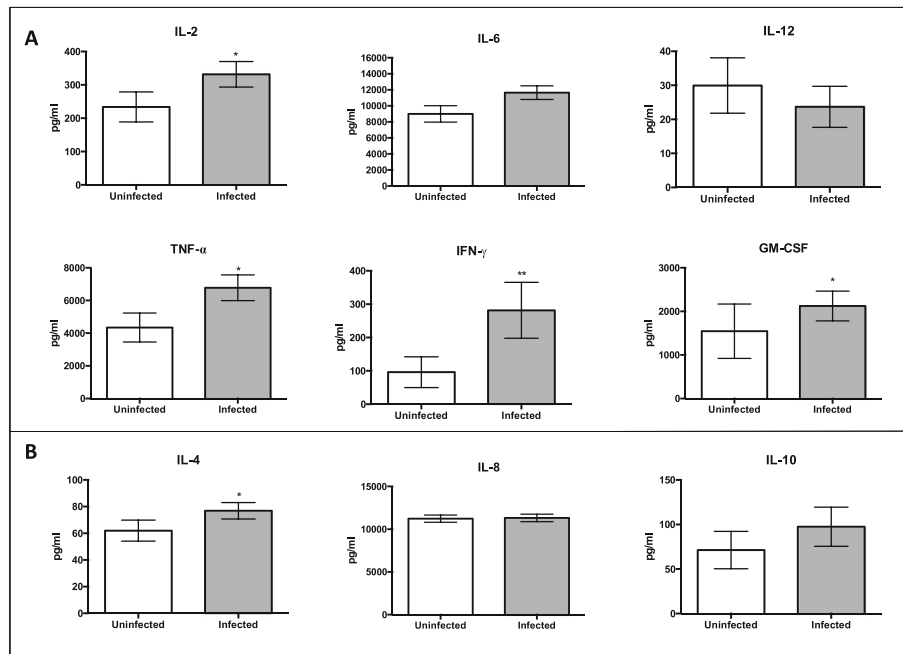 A
IL-2
*
400
300
200
100
0
pg/ml
Uninfected Infected
IL-6
16000
14000
12000
10000
8000
6000
4000
2000
0
pg/ml
Uninfected Infected
IL-12
40
30
20
10
0
pg/ml
Uninfected Infected
TNF-α
*
8000
6000
4000
2000
0
pg/ml
Uninfected Infected
IFN-γ
**
400
300
200
100
0
pg/ml
Uninfected Infected
GM-CSF
*
3000
2000
1000
0
pg/ml
Uninfected Infected
B
IL-4
*
100
80
60
40
20
0
pg/ml
Uninfected Infected
IL-8
15000
10000
5000
0
pg/ml
Uninfected Infected
IL-10
150
100
50
0
pg/ml
Uninfected Infected